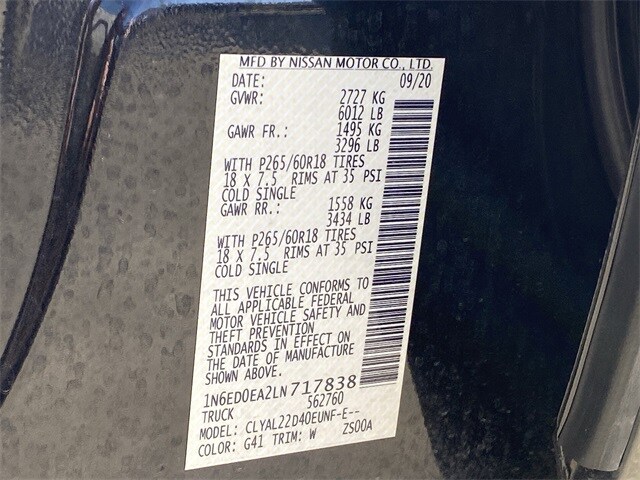 MFD BY NISSAN MOTOR CO., LTD.
DATE: 09/20
GVWR: 2727 KG
6012 LB
GAWR FR.: 1495 KG
3296 LB
WITH P265/60R18 TIRES
18 X 7.5 RIMS AT 35 PSI
COLD SINGLE
GAWR RR.: 1558 KG
3434 LB
WITH P265/60R18 TIRES
18 X 7.5 RIMS AT 35 PSI
COLD SINGLE
THIS VEHICLE CONFORMS TO
ALL APPLICABLE FEDERAL
MOTOR VEHICLE SAFETY AND
THEFT PREVENTION
STANDARDS IN EFFECT ON
THE DATE OF MANUFACTURE
SHOWN ABOVE.
1N6ED0EA2LN717838
TRUCK 562760
MODEL: CLYAL22D40EUNF-E--
COLOR: G41 TRIM: W ZS00A